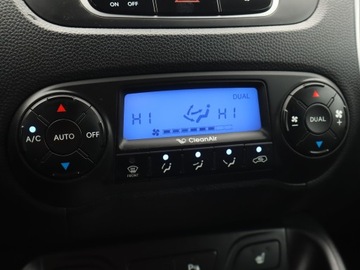 ON
OFF
DUAL
HI
HI
A/C
AUTO
OFF
DUAL
CleanAir
FRONT